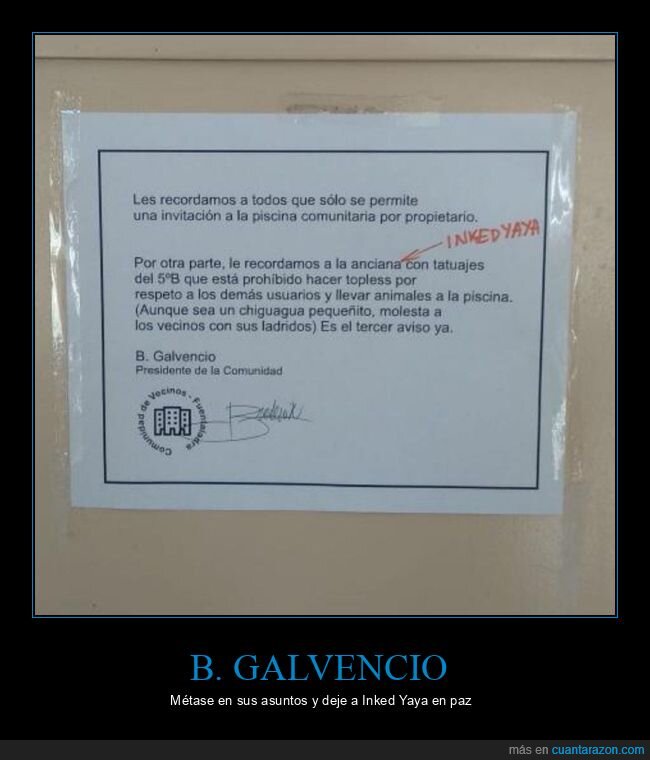 Les recordamos a todos que sólo se permite
una invitación a la piscina comunitaria por propietario.
INKED YAYA
Por otra parte, le recordamos a la anciana con tatuajes
del 5ºB que está prohíbido hacer topless por
respeto a los demás usuarios y llevar animales a la piscina.
(Aunque sea un chiguagua pequeñito, molesta a
los vecinos con sus ladridos) Es el tercer aviso ya.
B. Galvencio
Presidente de la Comunidad
Comunidad de Vecinos - Fuenlabrada
B. GALVENCIO
Métase en sus asuntos y deje a Inked Yaya en paz
más en cuantarazon.com